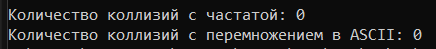 Количество коллизий с частатой: 0
Количество коллизий с перемножением в ASCII: 0